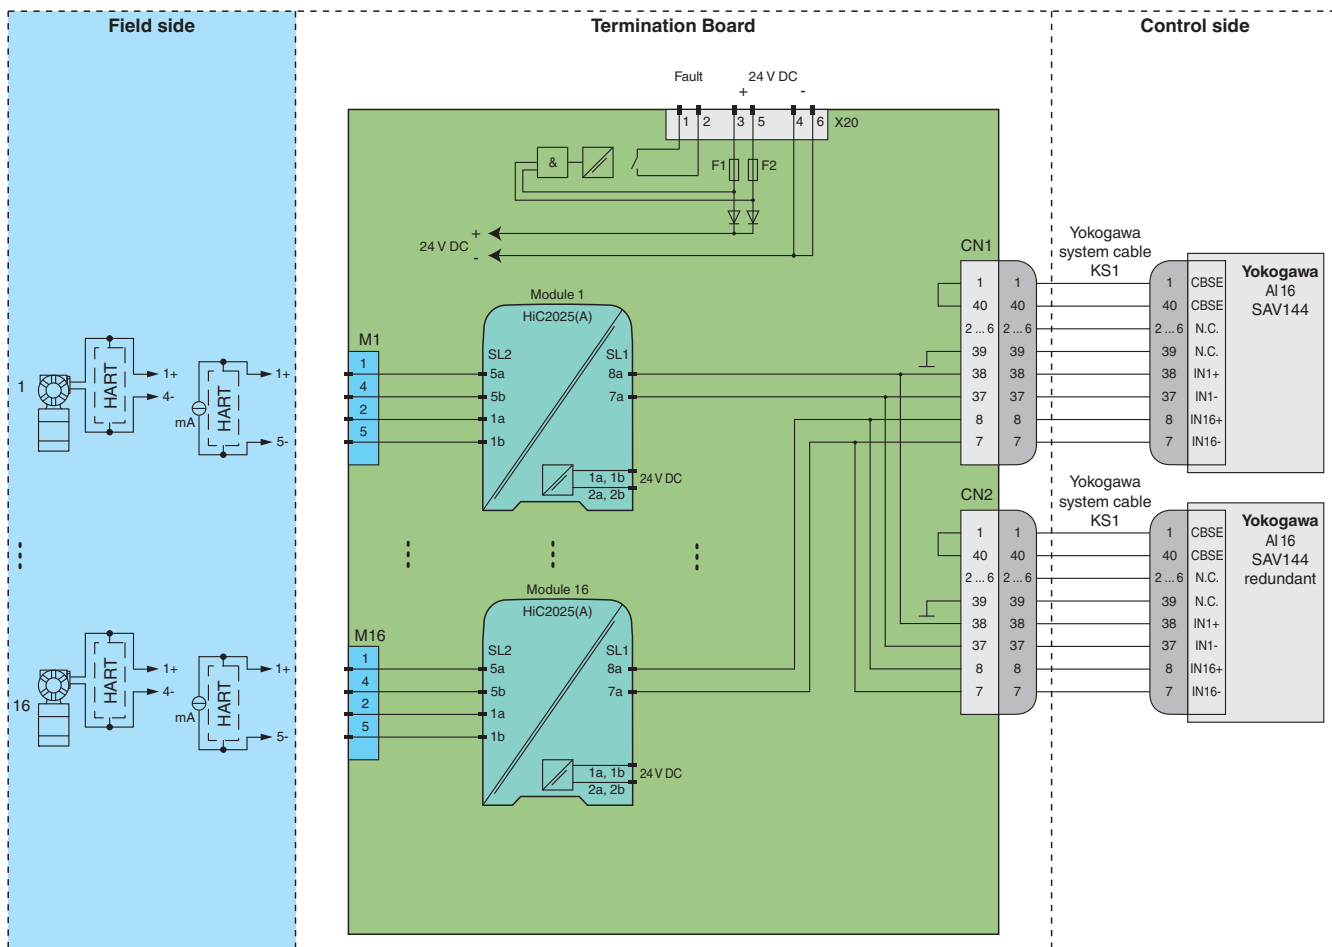 Field side
Termination Board
Control side
Fault
24 V DC
+
-
1 2 3 5 4 6 X20
&
F1
F2
+
24 V DC
-
CN1
Yokogawa
system cable
KS1
1 1 1 CBSE
40 40 40 CBSE
2 ... 6 2 ... 6 2 ... 6 N.C.
39 39 39 N.C.
38 38 38 IN1+
37 37 37 IN1-
8 8 8 IN16+
7 7 7 IN16-
Yokogawa
AI 16
SAV144
Module 1
HiC2025(A)
M1
1
4
2
5
SL2
5a
5b
1a
1b
SL1
8a
7a
1a, 1b
2a, 2b
24 V DC
1
HART
1+
4-
mA
HART
1+
5-
CN2
Yokogawa
system cable
KS1
1 1 1 CBSE
40 40 40 CBSE
2 ... 6 2 ... 6 2 ... 6 N.C.
39 39 39 N.C.
38 38 38 IN1+
37 37 37 IN1-
8 8 8 IN16+
7 7 7 IN16-
Yokogawa
AI 16
SAV144
redundant
Module 16
HiC2025(A)
M16
1
4
2
5
SL2
5a
5b
1a
1b
SL1
8a
7a
1a, 1b
2a, 2b
24 V DC
16
HART
1+
4-
mA
HART
1+
5-